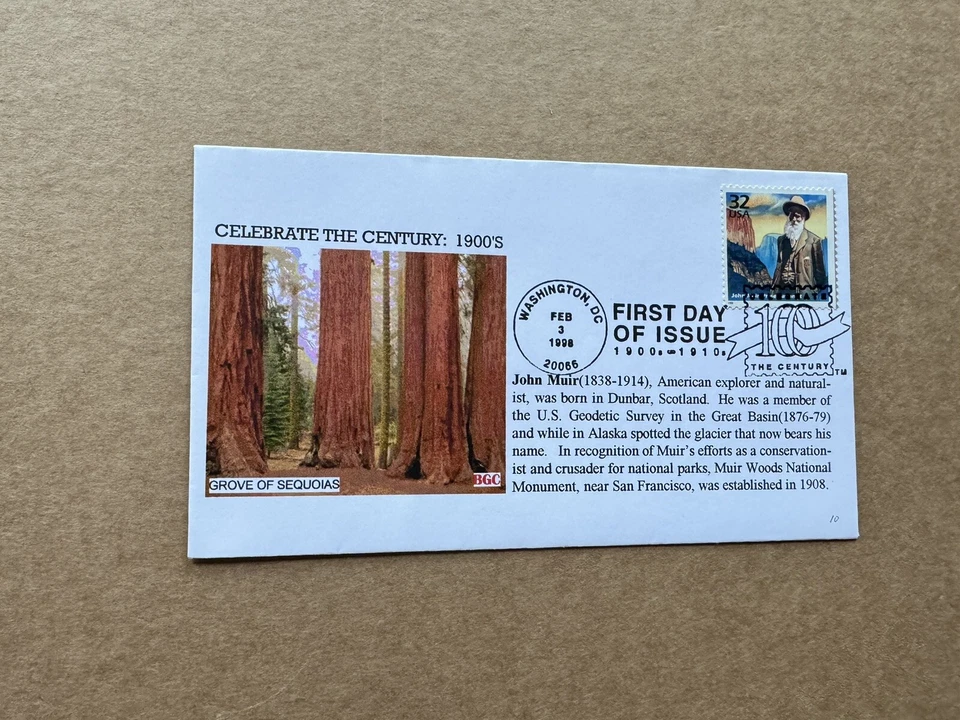 CELEBRATE THE CENTURY: 1900'S
32
USA
John
CELEBRATE
100
THE CENTURY
TM
WASHINGTON, DC
FEB
3
1998
20066
FIRST DAY
OF ISSUE
1900s-1910s
John Muir(1838-1914), American explorer and natural-
ist, was born in Dunbar, Scotland. He was a member of
the U.S. Geodetic Survey in the Great Basin(1876-79)
and while in Alaska spotted the glacier that now bears his
name. In recognition of Muir's efforts as a conservation-
ist and crusader for national parks, Muir Woods National
Monument, near San Francisco, was established in 1908.
GROVE OF SEQUOIAS
BGC
10